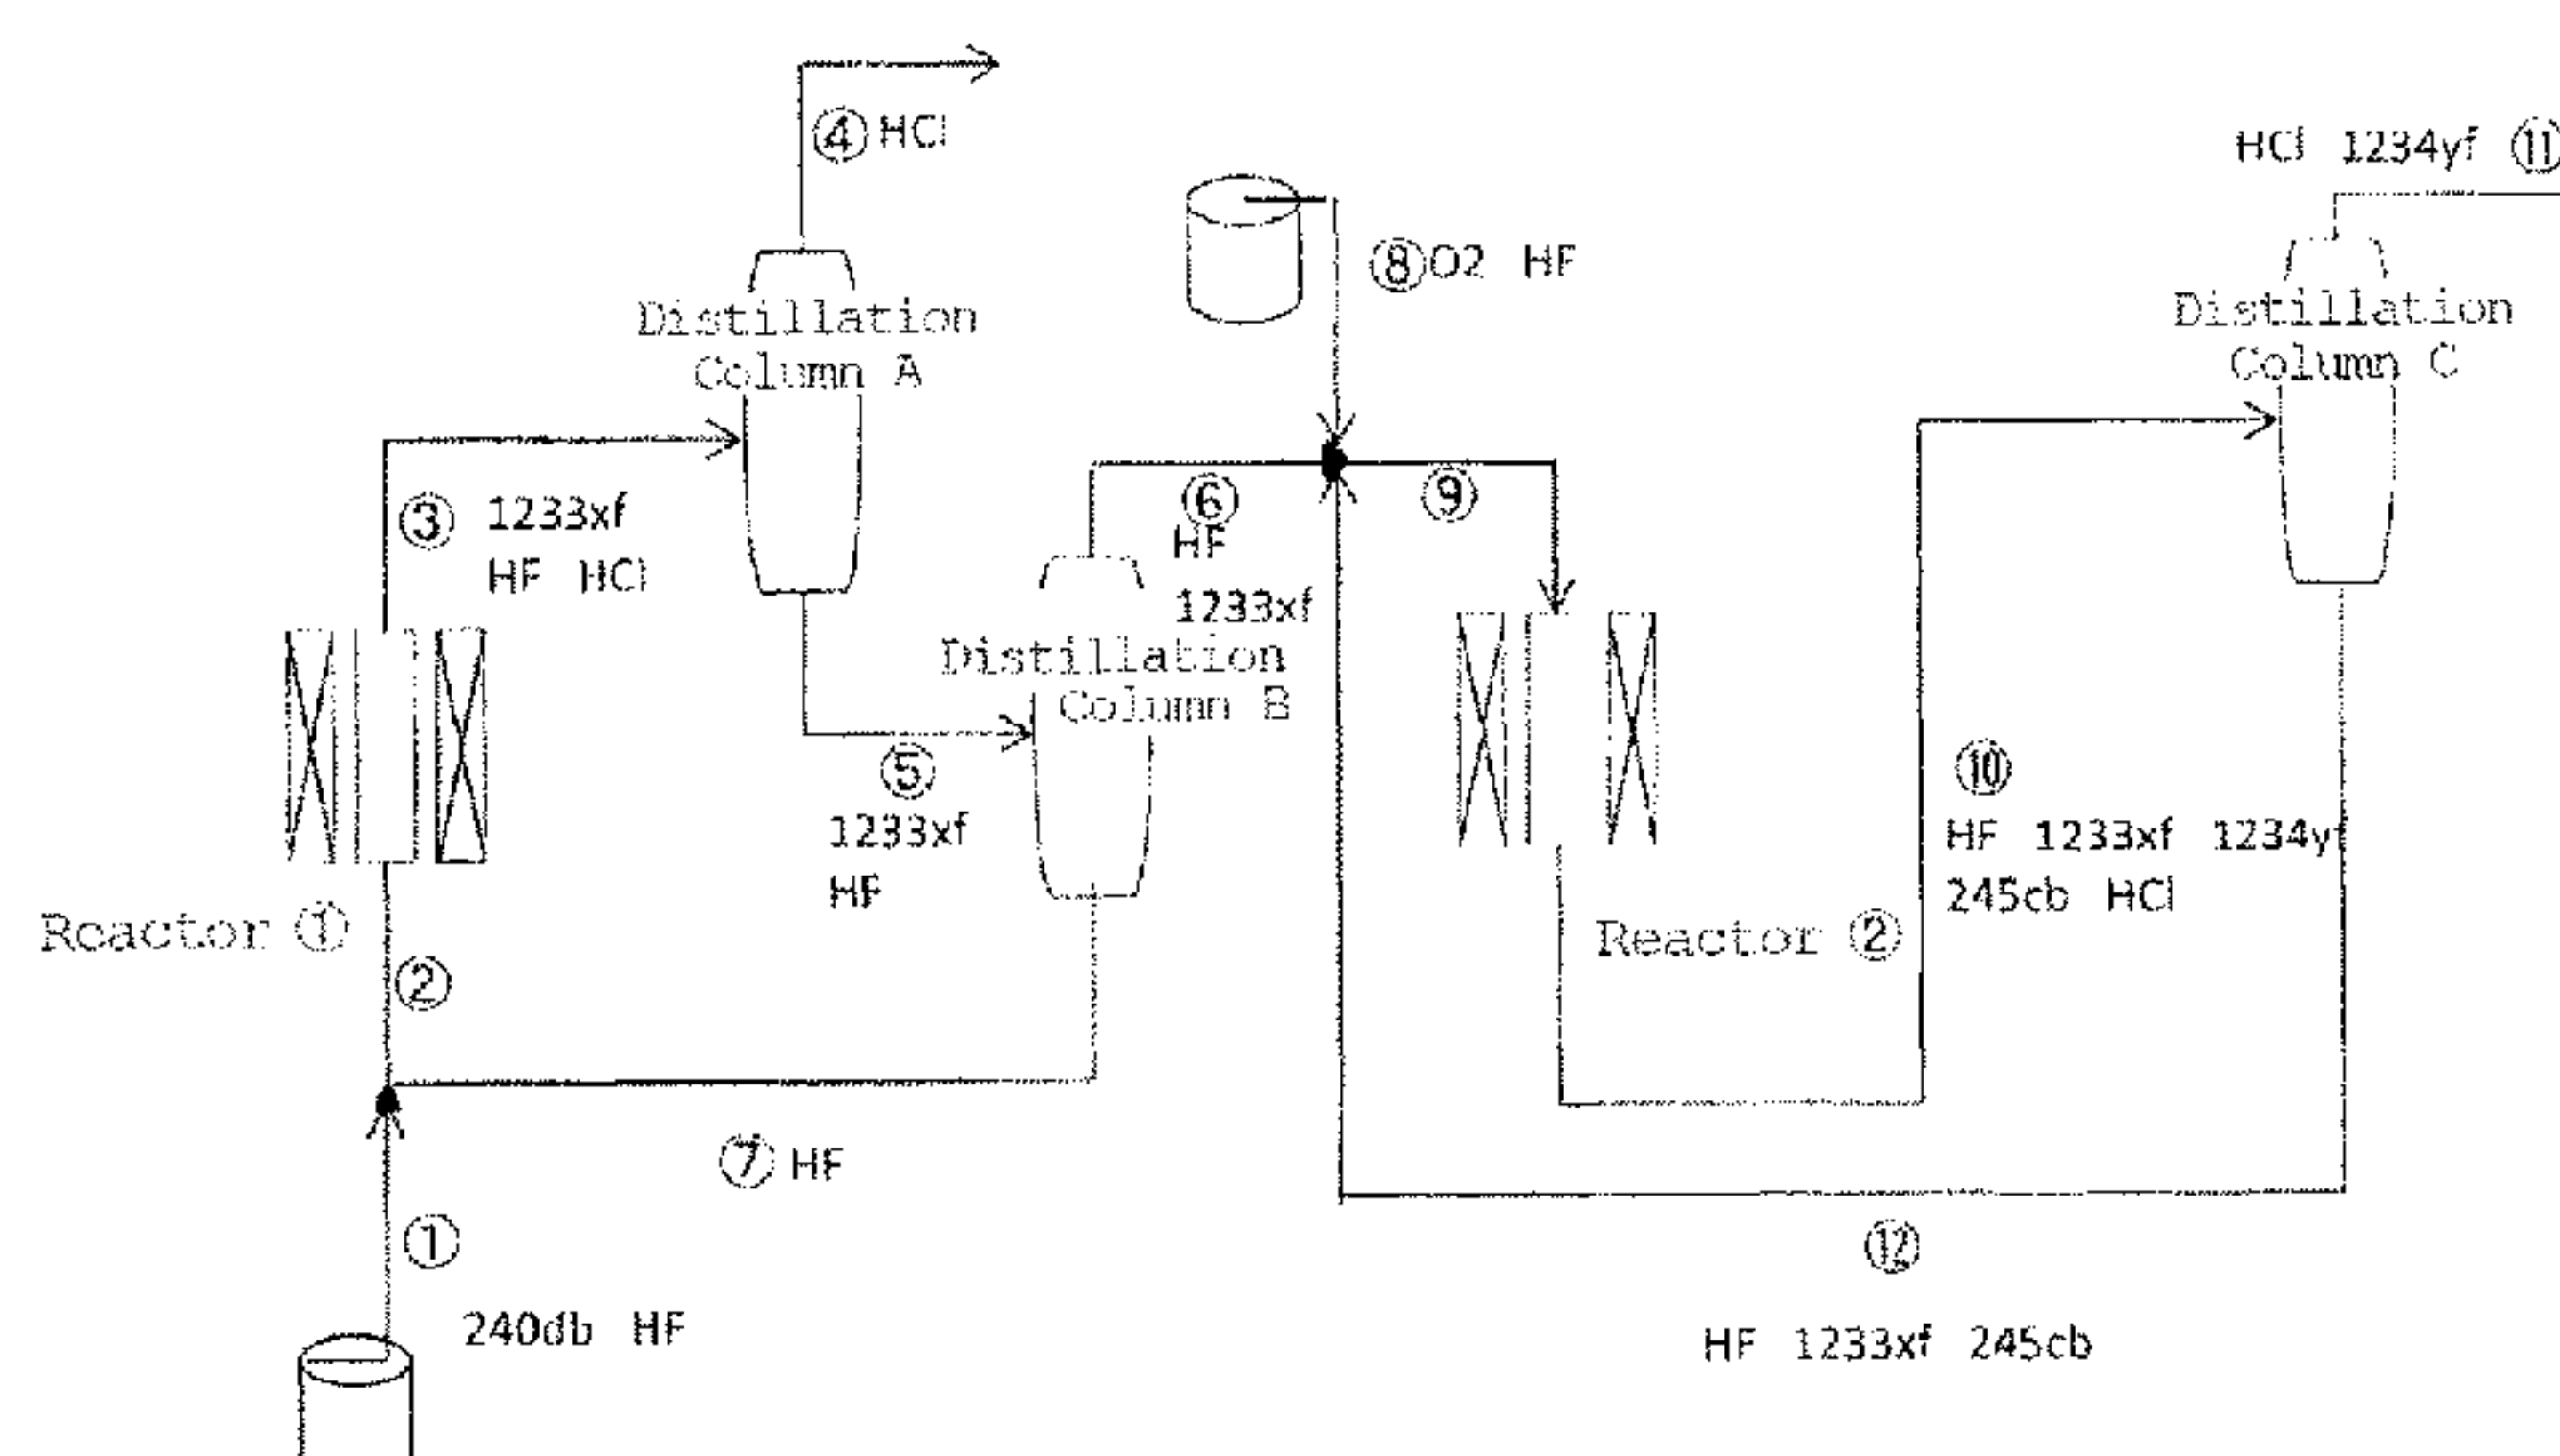 ④ HCl
HCl 1234yf ⑪
⑧ O2 HF
Distillation
Column A
Distillation
Column C
③ 1233xf
HF HCl
⑥
HF
1233xf
⑨
Distillation
Column B
⑤
1233xf
HF
⑩
HF 1233xf 1234yf
245cb HCl
Reactor ①
Reactor ②
②
⑦ HF
①
240db HF
⑫
HF 1233xf 245cb